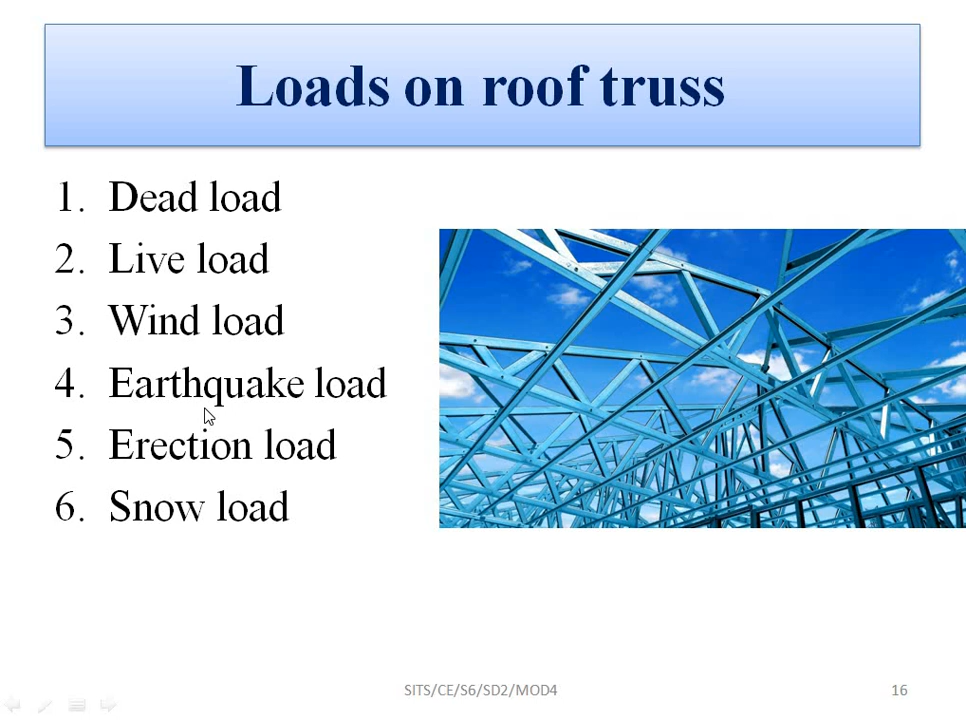 Loads on roof truss
1. Dead load
2. Live load
3. Wind load
4. Earthquake load
5. Erection load
6. Snow load
SITS/CE/S6/SD2/MOD4
16